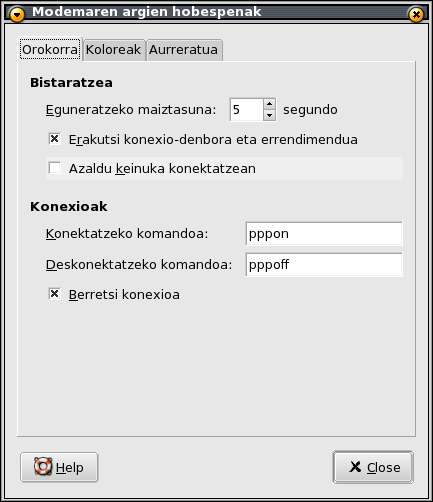 Modemaren argien hobespenak
Orokorra Koloreak Aurreratua
Bistaratzea
Eguneratzeko maiztasuna: 5 segundo
Erakutsi konexio-denbora eta errendimendua
Azaldu keinuka konektatzean
Konexioak
Konektatzeko komandoa: pppon
Deskonektatzeko komandoa: pppoff
Berretsi konexioa
Help Close